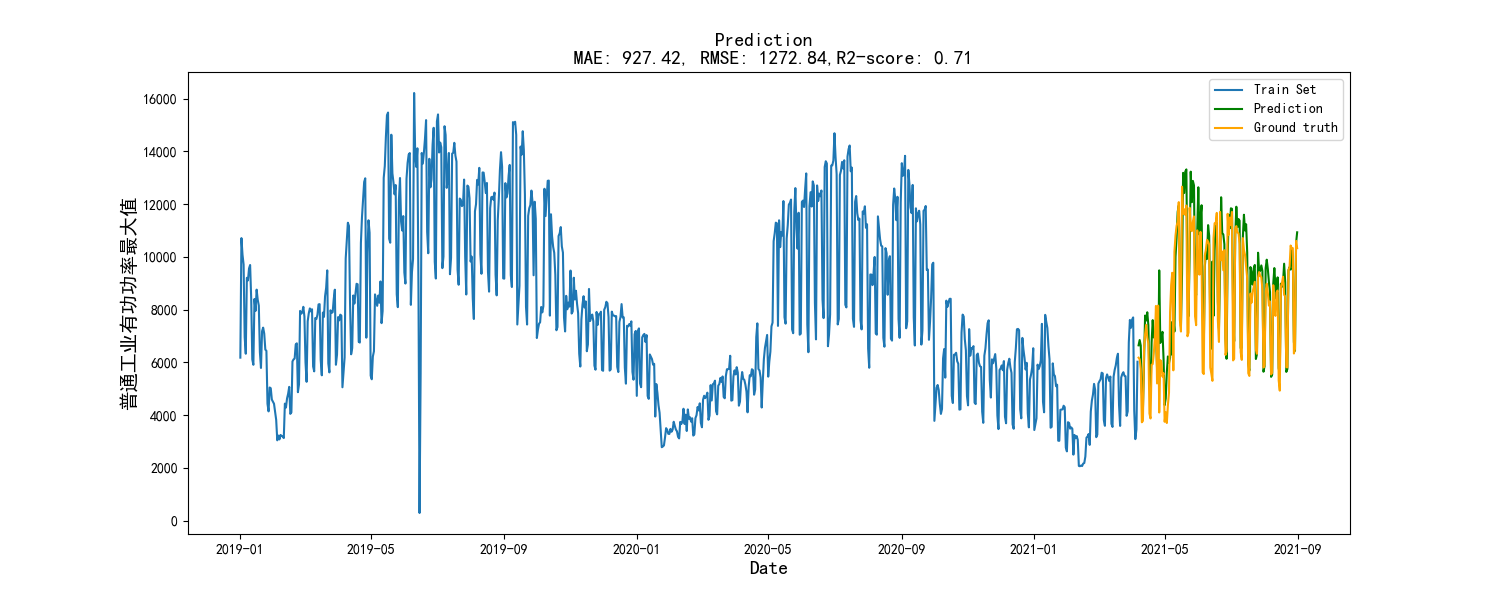 Prediction
MAE: 927.42, RMSE: 1272.84,R2-score: 0.71
Train Set
Prediction
Ground truth
16000
14000
12000
10000
8000
6000
4000
2000
0
普通工业有功功率最大值
2019-01
2019-05
2019-09
2020-01
2020-05
2020-09
2021-01
2021-05
2021-09
Date